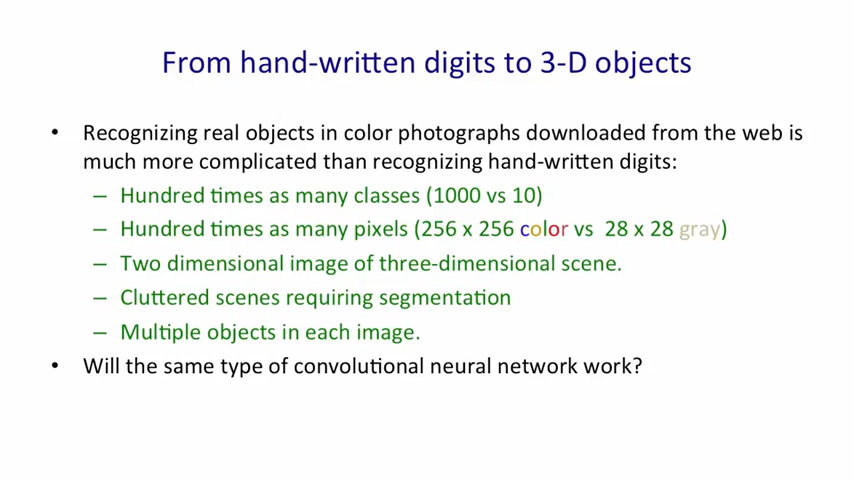 From hand-written digits to 3-D objects
• Recognizing real objects in color photographs downloaded from the web is
much more complicated than recognizing hand-written digits:
– Hundred times as many classes (1000 vs 10)
– Hundred times as many pixels (256 x 256 color vs 28 x 28 gray)
– Two dimensional image of three-dimensional scene.
– Cluttered scenes requiring segmentation
– Multiple objects in each image.
• Will the same type of convolutional neural network work?